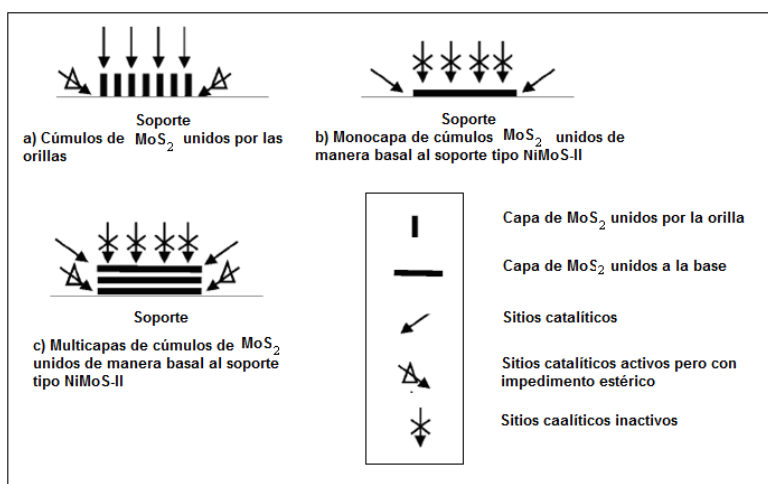 Soporte
a) Cúmulos de MoS2 unidos por las
orillas
Soporte
b) Monocapa de cúmulos MoS2 unidos de
manera basal al soporte tipo NiMoS-II
Soporte
c) Multicapas de cúmulos de MoS2
unidos de manera basal al soporte
tipo NiMoS-II
Capa de MoS2 unidos por la orilla
Capa de MoS2 unidos a la base
Sitios catalíticos
Sitios catalíticos activos pero con
impedimento estérico
Sitios caalíticos inactivos